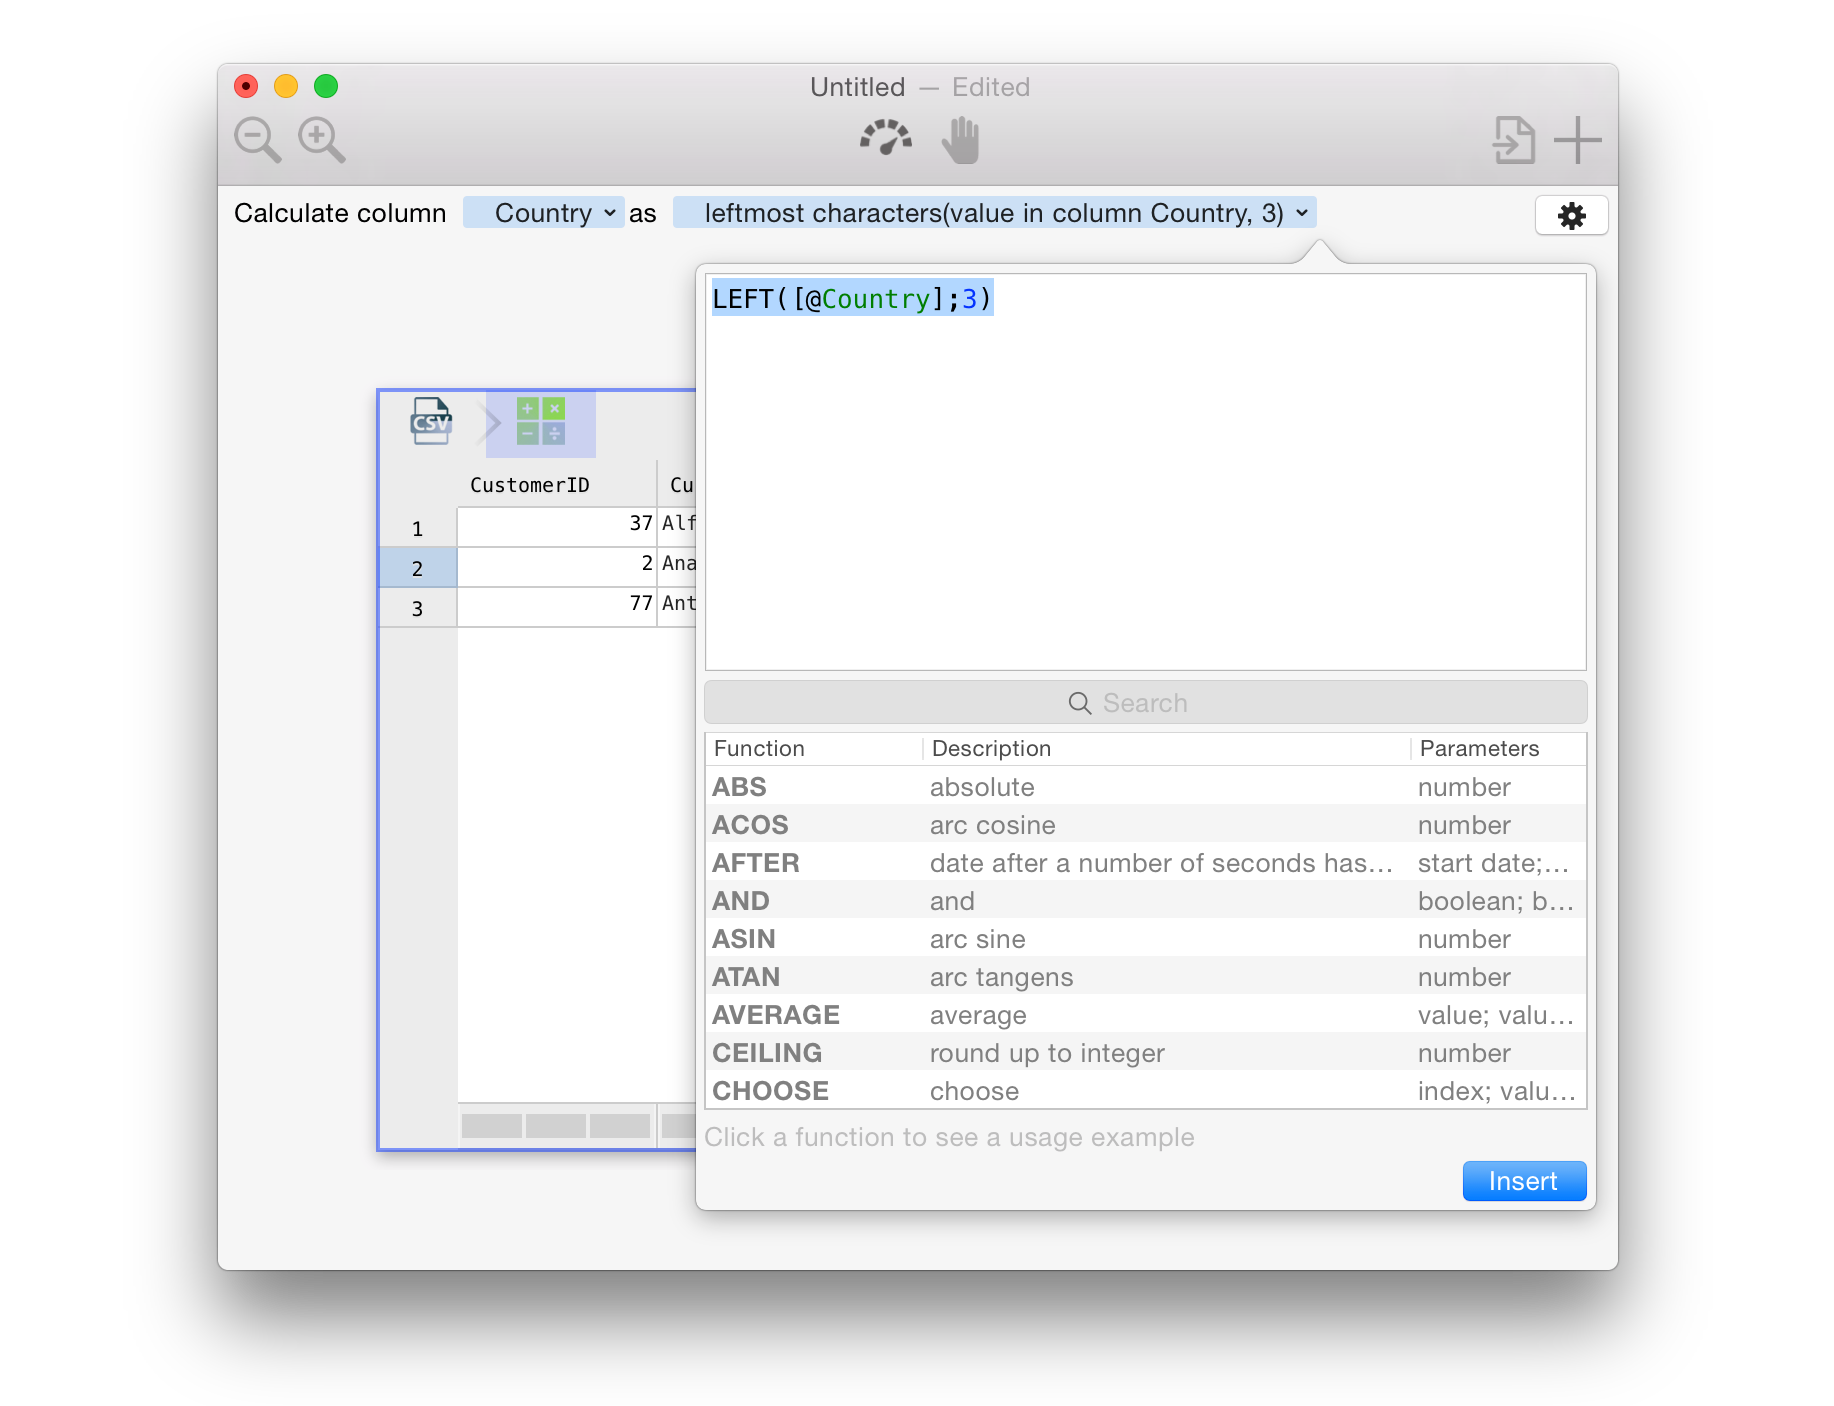 Untitled — Edited
Calculate column Country as leftmost characters(value in column Country, 3)
LEFT([@Country];3)
CSV
CustomerID Cu
1 37 Alf
2 2 Ana
3 77 Ant
Search
Function Description Parameters
ABS absolute number
ACOS arc cosine number
AFTER date after a number of seconds has... start date;...
AND and boolean; b...
ASIN arc sine number
ATAN arc tangens number
AVERAGE average value; valu...
CEILING round up to integer number
CHOOSE choose index; valu...
Click a function to see a usage example
Insert